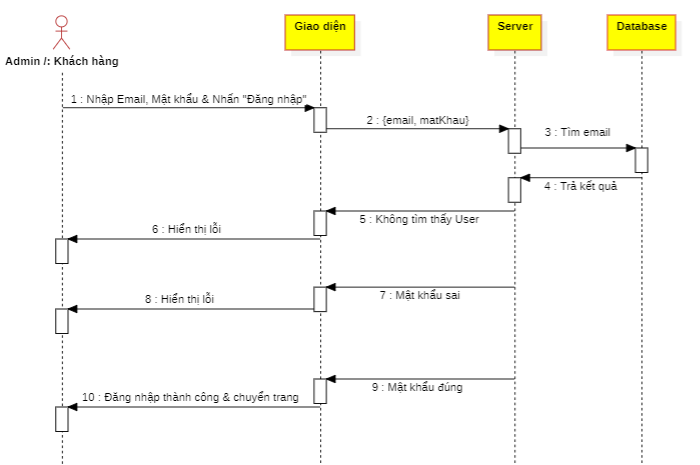 Giao diện
Server
Database
Admin /: Khách hàng
1 : Nhập Email, Mật khẩu & Nhấn "Đăng nhập"
2 : {email, matKhau}
3 : Tìm email
4 : Trả kết quả
5 : Không tìm thấy User
6 : Hiển thị lỗi
7 : Mật khẩu sai
8 : Hiển thị lỗi
9 : Mật khẩu đúng
10 : Đăng nhập thành công & chuyển trang